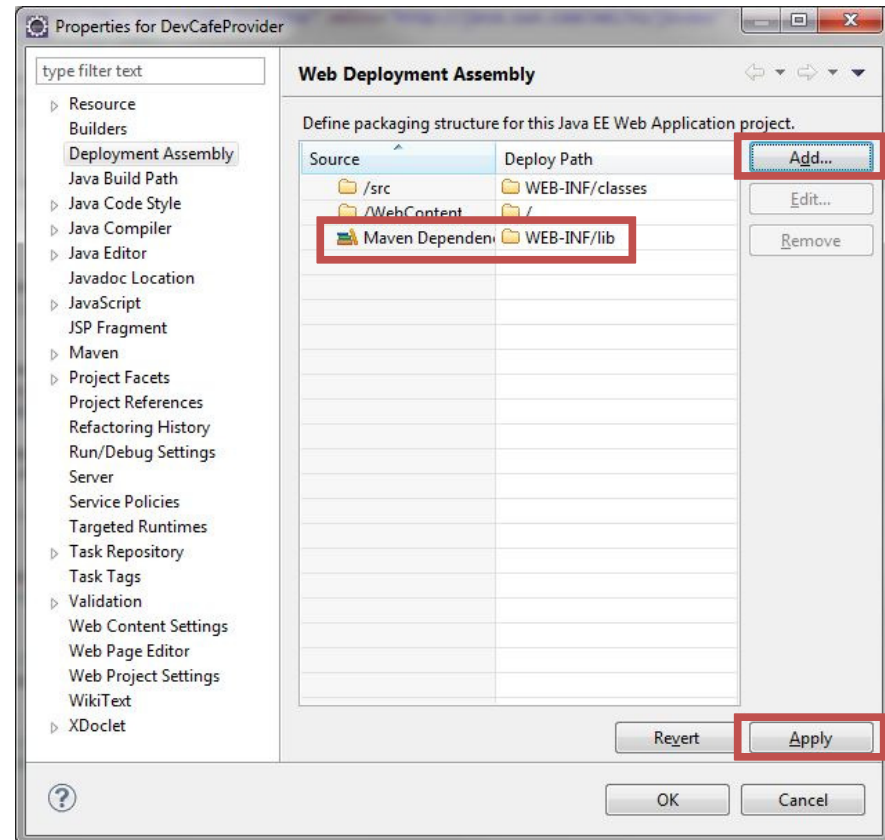 Properties for DevCafeProvider
type filter text
Resource
Builders
Deployment Assembly
Java Build Path
Java Code Style
Java Compiler
Java Editor
Javadoc Location
JavaScript
JSP Fragment
Maven
Project Facets
Project References
Refactoring History
Run/Debug Settings
Server
Service Policies
Targeted Runtimes
Task Repository
Task Tags
Validation
Web Content Settings
Web Page Editor
Web Project Settings
WikiText
XDoclet
Web Deployment Assembly
Define packaging structure for this Java EE Web Application project.
Source Deploy Path
/src WEB-INF/classes
/WebContent /
Maven Dependen WEB-INF/lib
Add...
Edit...
Remove
Revert Apply
OK Cancel